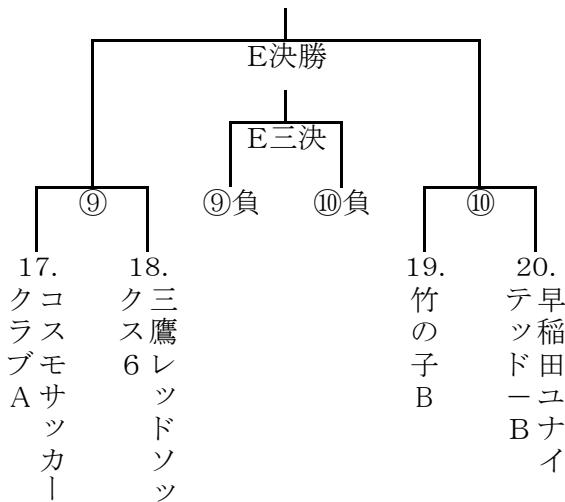 E決勝
E三決
⑨
⑨負
⑩負
⑩
17.
18.
19.
20.
コスモサッカー
クラブA
三鷹レッドソッ
クス6
竹の子B
早稲田ユナイ
テッドーB